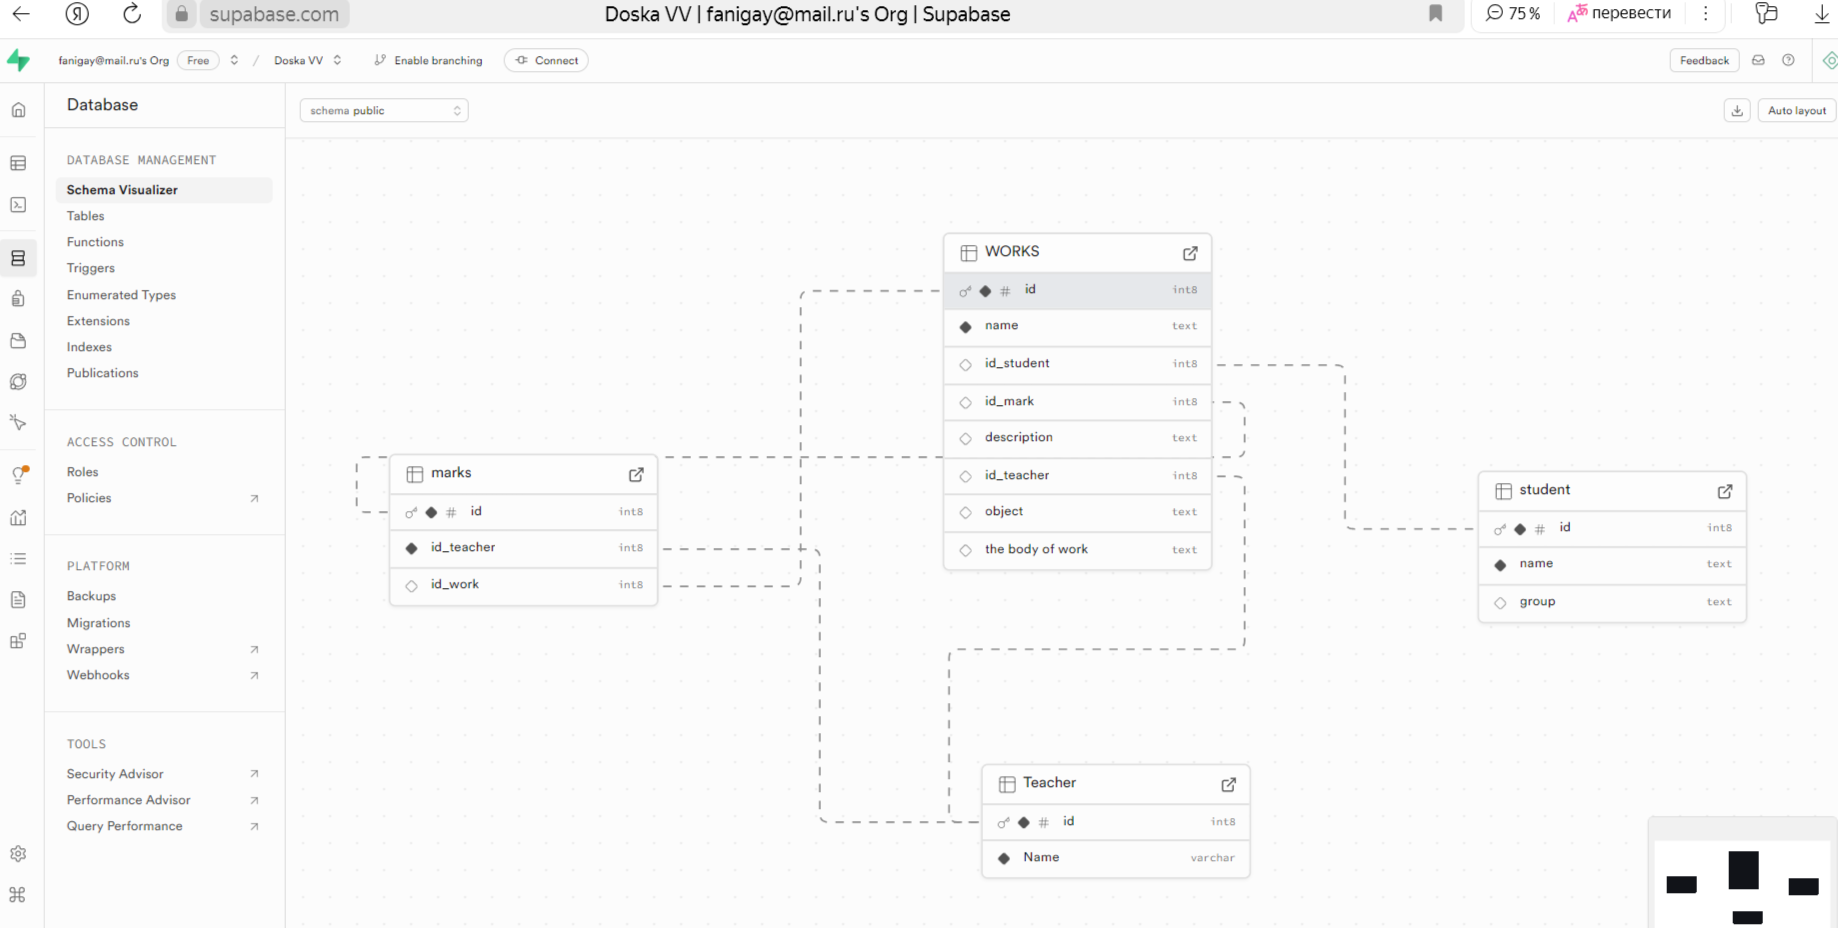 supabase.com
Doska VV | fanigay@mail.ru's Org | Supabase
75 %
перевести
fanigay@mail.ru's Org
Free
/
Doska VV
Enable branching
Connect
Feedback
Database
schema public
Auto layout
DATABASE MANAGEMENT
Schema Visualizer
Tables
Functions
Triggers
Enumerated Types
Extensions
Indexes
Publications
ACCESS CONTROL
Roles
Policies
PLATFORM
Backups
Migrations
Wrappers
Webhooks
TOOLS
Security Advisor
Performance Advisor
Query Performance
WORKS
# id int8
name text
id_student int8
id_mark int8
description text
id_teacher int8
object text
the body of work text
marks
# id int8
id_teacher int8
id_work int8
student
# id int8
name text
group text
Teacher
# id int8
Name varchar